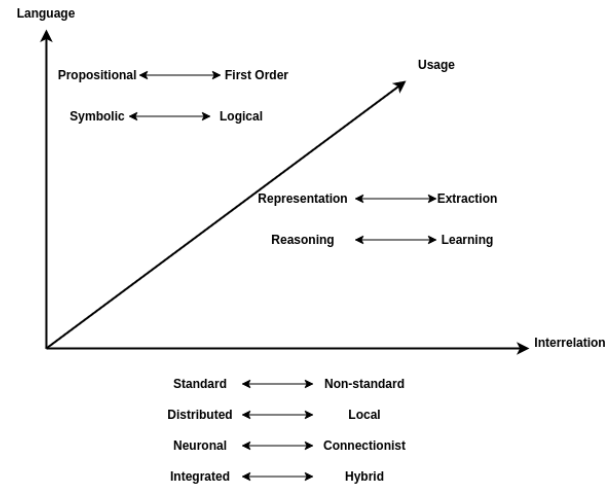 Language
Usage
Propositional First Order
Symbolic Logical
Representation Extraction
Reasoning Learning
Interrelation
Standard Non-standard
Distributed Local
Neuronal Connectionist
Integrated Hybrid